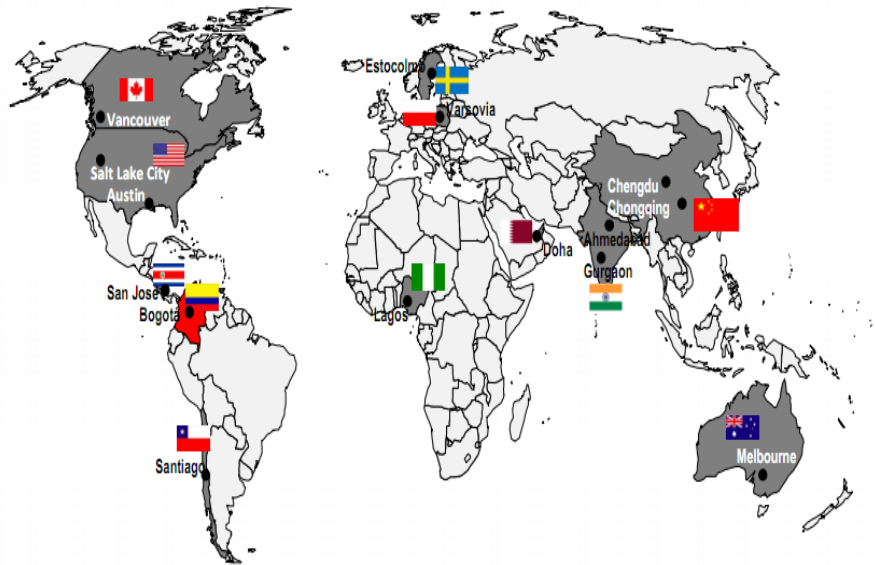 Estocolmo
Varsovia
Vancouver
Salt Lake City
Austin
Chengdu
Chongqing
Ahmedabad
Doha
Gurgaon
San José
Bogotá
Lagos
Melbourne
Santiago